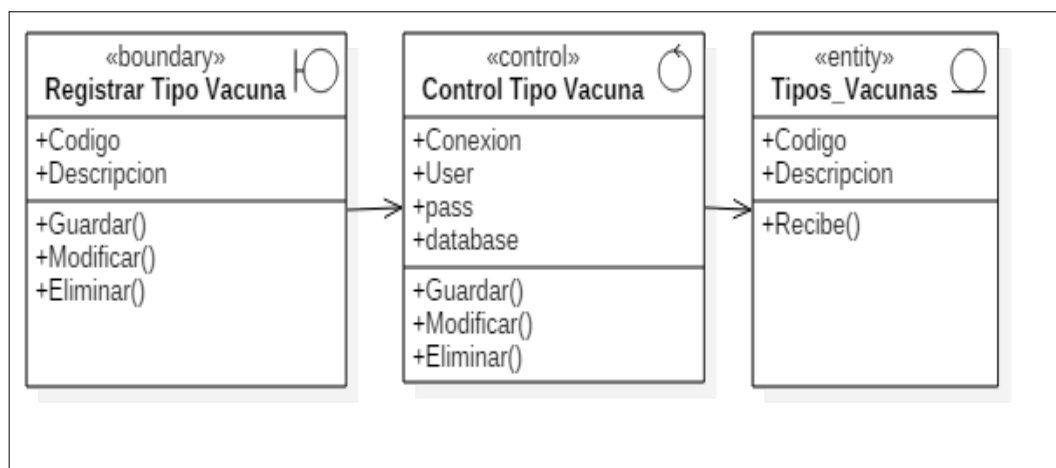 «boundary»
Registrar Tipo Vacuna
+Codigo
+Descripcion
+Guardar()
+Modificar()
+Eliminar()
«control»
Control Tipo Vacuna
+Conexion
+User
+pass
+database
+Guardar()
+Modificar()
+Eliminar()
«entity»
Tipos_Vacunas
+Codigo
+Descripcion
+Recibe()